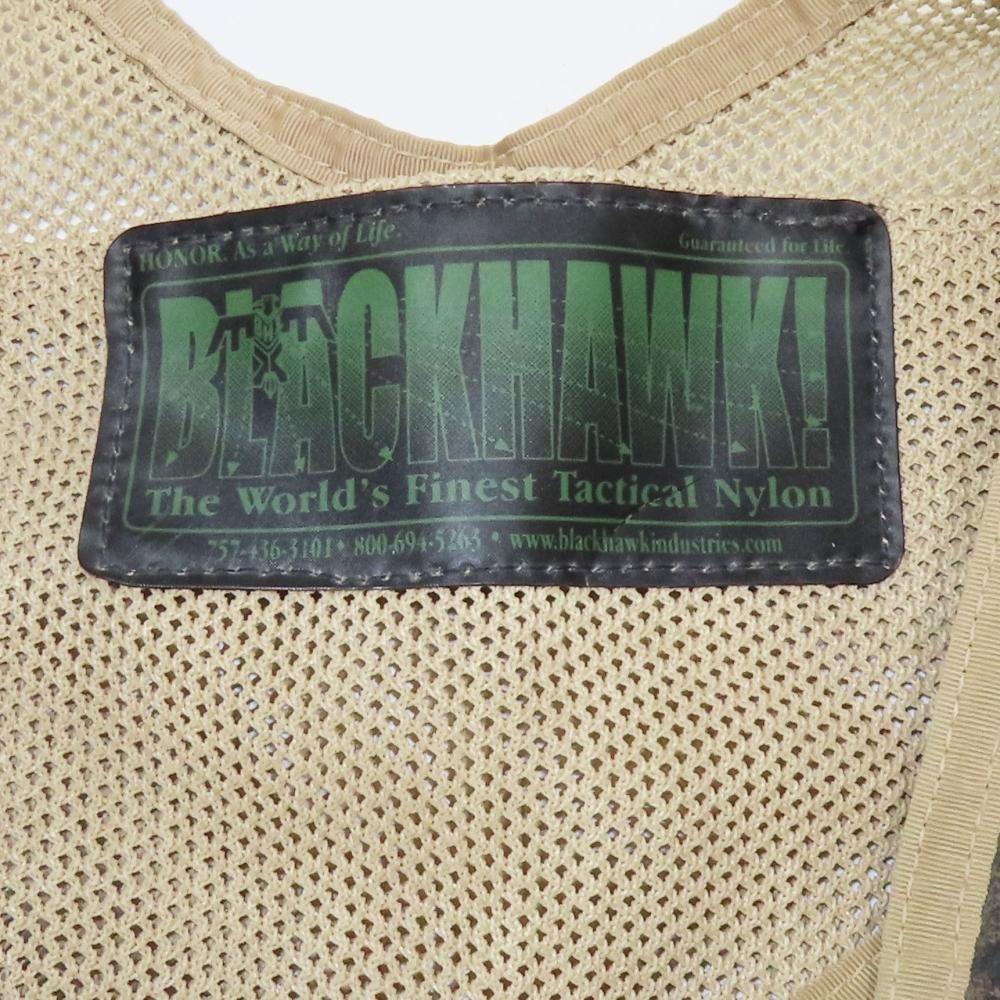 HONOR. As a Way of Life.
Guaranteed for Life
BLACKHAWK!
The World's Finest Tactical Nylon
757-436-3101 • 800-694-5263 • www.blackhawkindustries.com